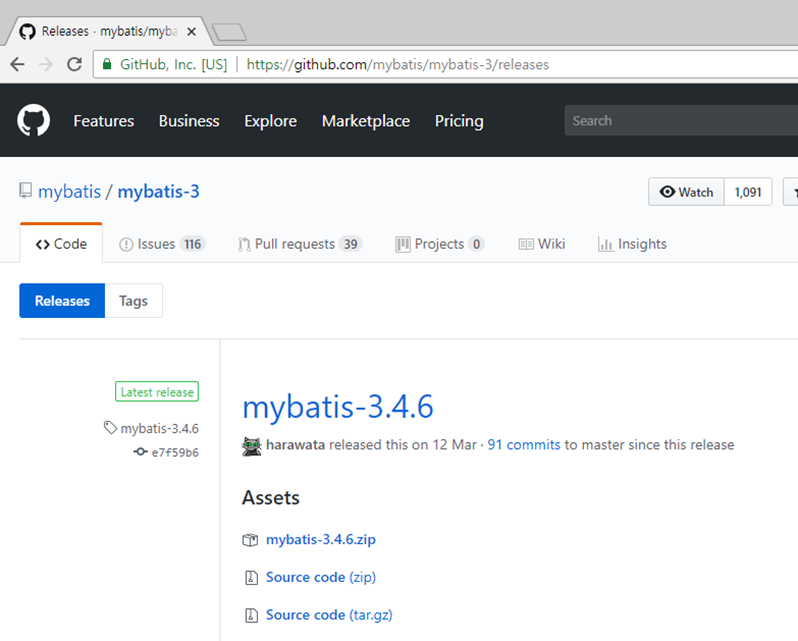 Releases · mybatis/myba
GitHub, Inc. [US] | https://github.com/mybatis/mybatis-3/releases
Features Business Explore Marketplace Pricing Search
mybatis / mybatis-3 Watch 1,091
Code Issues 116 Pull requests 39 Projects 0 Wiki Insights
Releases Tags
Latest release
mybatis-3.4.6
e7f59b6
mybatis-3.4.6
harawata released this on 12 Mar · 91 commits to master since this release
Assets
mybatis-3.4.6.zip
Source code (zip)
Source code (tar.gz)